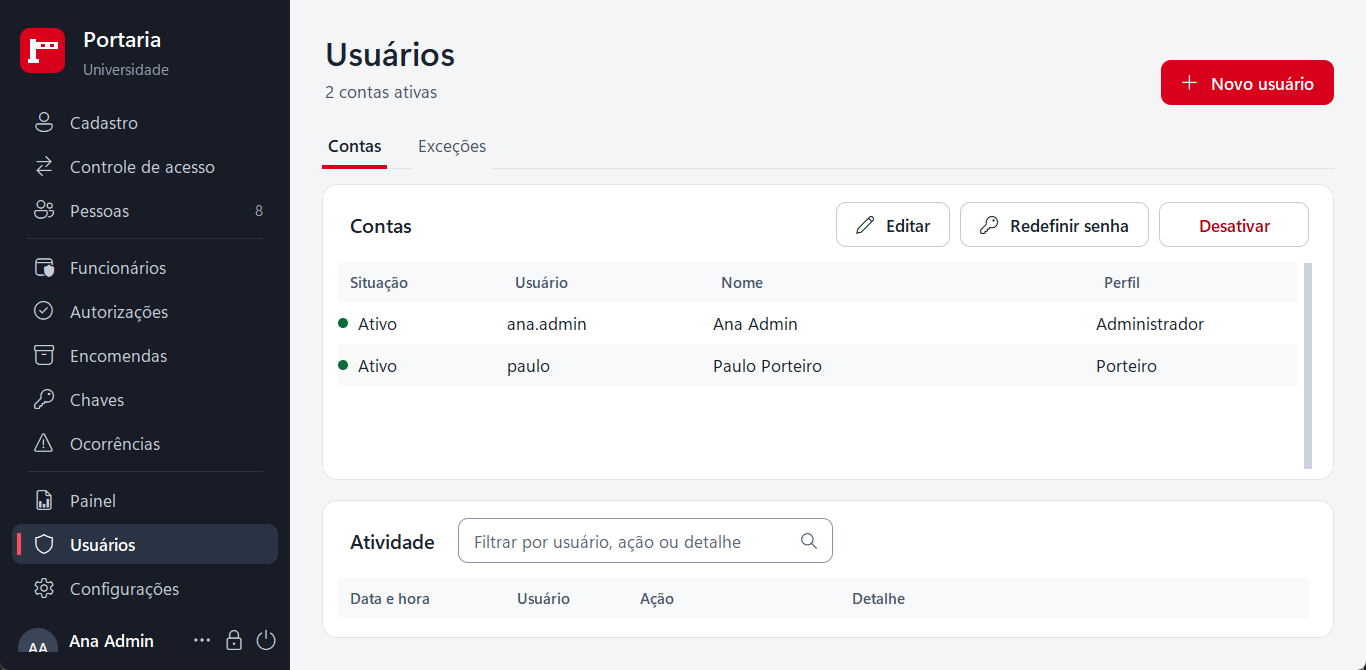 Portaria
Universidade
Cadastro
Controle de acesso
Pessoas 8
Funcionários
Autorizações
Encomendas
Chaves
Ocorrências
Painel
Usuários
Configurações
AA Ana Admin
Usuários
2 contas ativas
Novo usuário
Contas Exceções
Contas Editar Redefinir senha Desativar
Situação Usuário Nome Perfil
Ativo ana.admin Ana Admin Administrador
Ativo paulo Paulo Porteiro Porteiro
Atividade Filtrar por usuário, ação ou detalhe
Data e hora Usuário Ação Detalhe